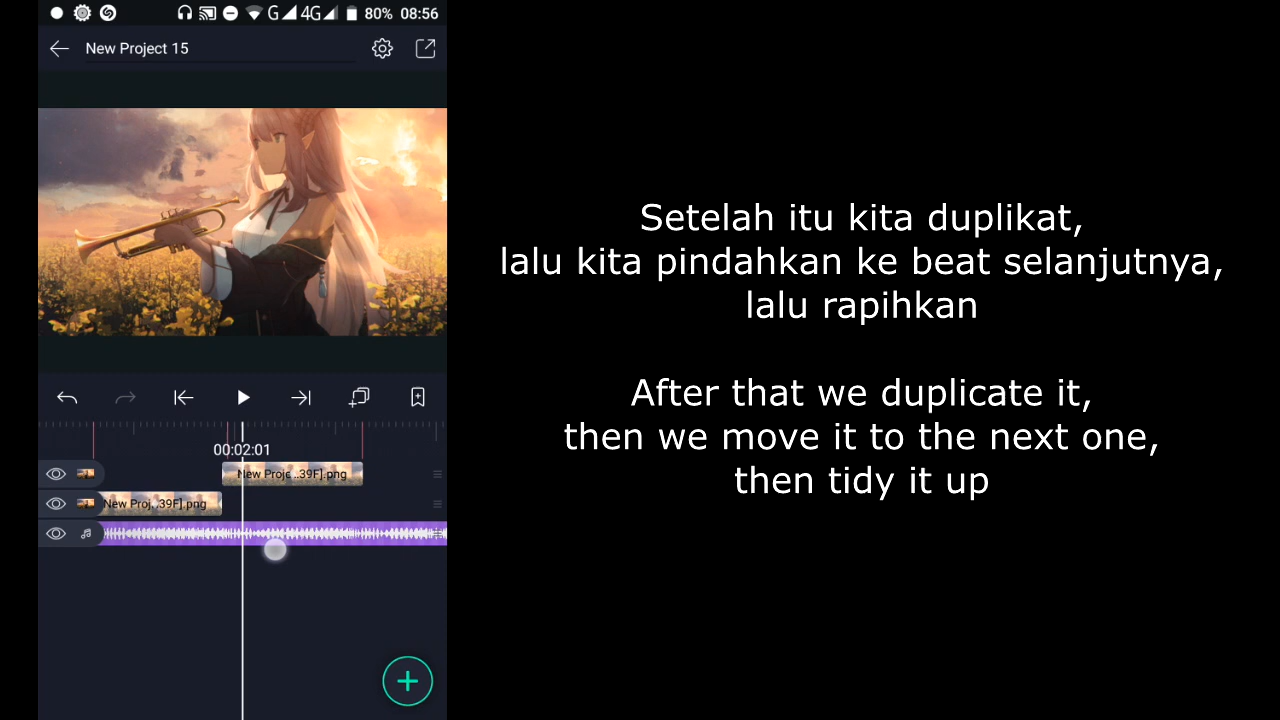 G 4G 80% 08:56
New Project 15
00:02:01
New Projc ..39F].png
New Proj. .39F].png
Setelah itu kita duplikat,
lalu kita pindahkan ke beat selanjutnya,
lalu rapihkan
After that we duplicate it,
then we move it to the next one,
then tidy it up